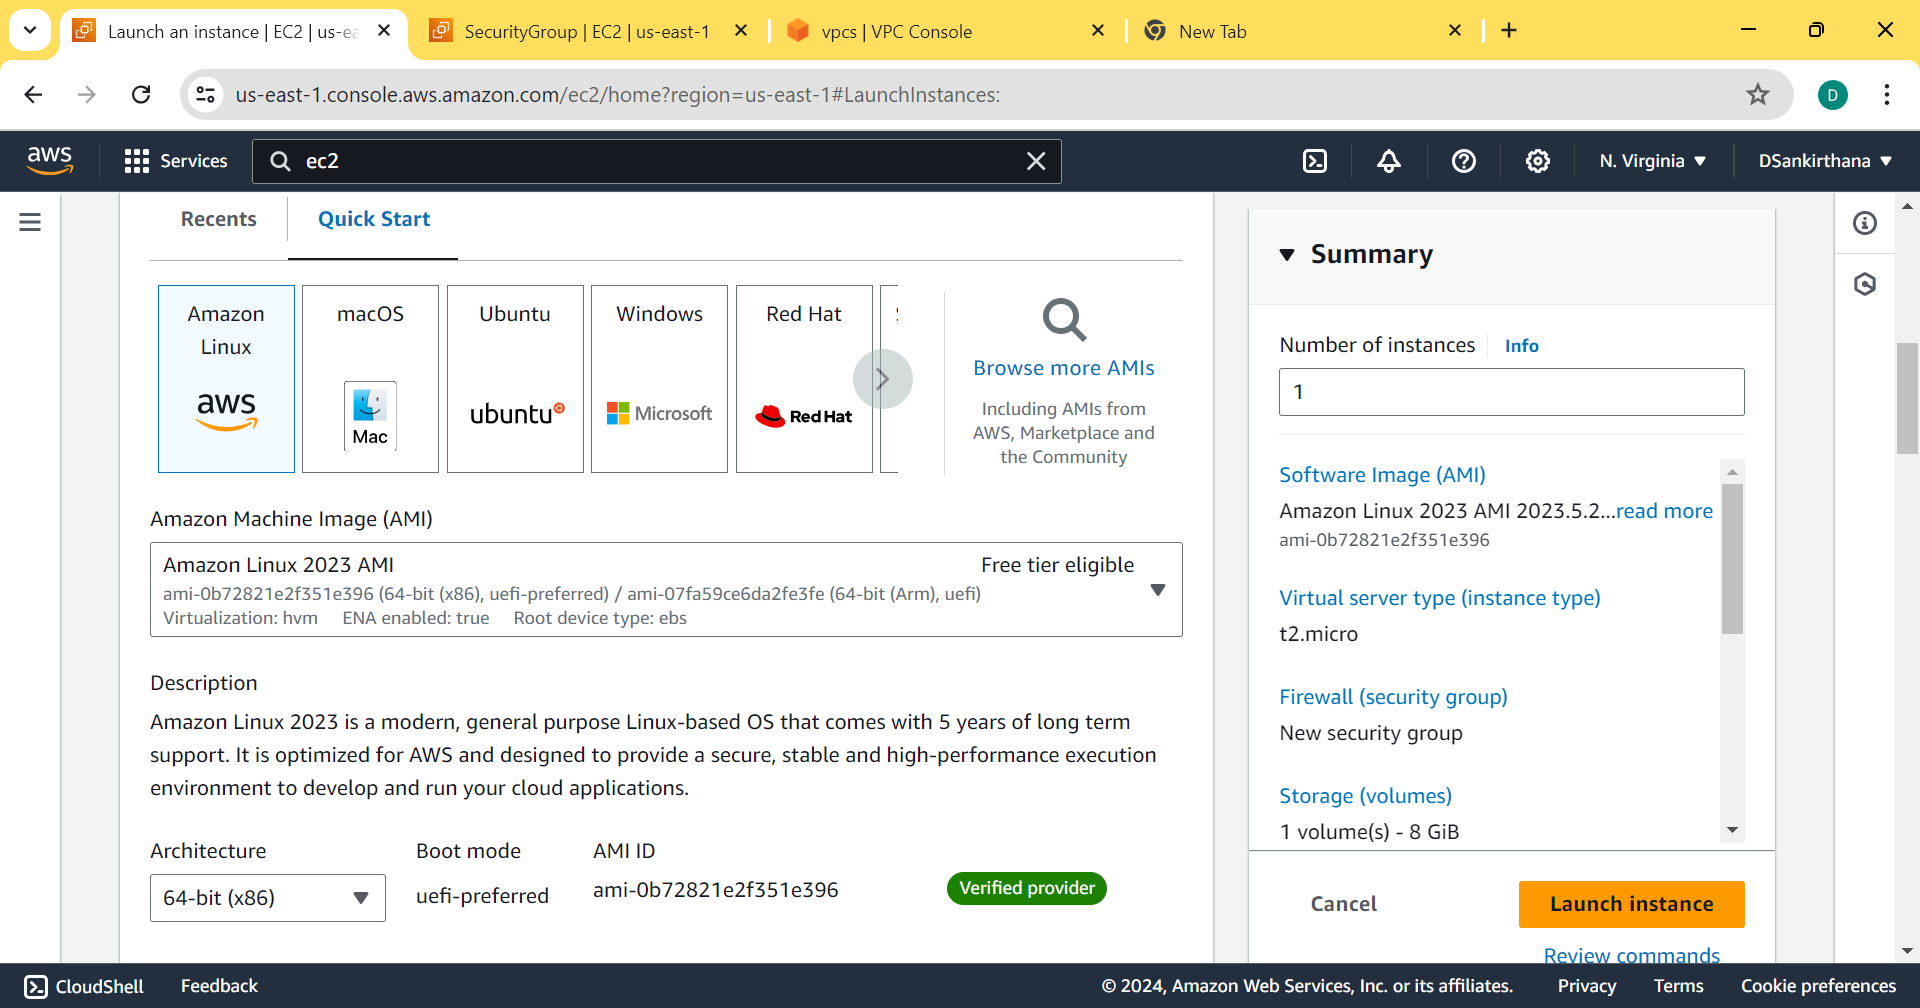 Launch an instance | EC2 | us-ea
SecurityGroup | EC2 | us-east-1
vpcs | VPC Console
New Tab
us-east-1.console.aws.amazon.com/ec2/home?region=us-east-1#LaunchInstances:
D
aws
Services
ec2
N. Virginia
DSankirthana
Recents
Quick Start
Amazon
Linux
aws
macOS
Mac
Ubuntu
ubuntu
Windows
Microsoft
Red Hat
Red Hat
Browse more AMIs
Including AMIs from
AWS, Marketplace and
the Community
Amazon Machine Image (AMI)
Amazon Linux 2023 AMI
Free tier eligible
ami-0b72821e2f351e396 (64-bit (x86), uefi-preferred) / ami-07fa59ce6da2fe3fe (64-bit (Arm), uefi)
Virtualization: hvm ENA enabled: true Root device type: ebs
Description
Amazon Linux 2023 is a modern, general purpose Linux-based OS that comes with 5 years of long term
support. It is optimized for AWS and designed to provide a secure, stable and high-performance execution
environment to develop and run your cloud applications.
Architecture
64-bit (x86)
Boot mode
uefi-preferred
AMI ID
ami-0b72821e2f351e396
Verified provider
Summary
Number of instances
Info
1
Software Image (AMI)
Amazon Linux 2023 AMI 2023.5.2...read more
ami-0b72821e2f351e396
Virtual server type (instance type)
t2.micro
Firewall (security group)
New security group
Storage (volumes)
1 volume(s) - 8 GiB
Cancel
Launch instance
Review commands
CloudShell
Feedback
© 2024, Amazon Web Services, Inc. or its affiliates.
Privacy
Terms
Cookie preferences